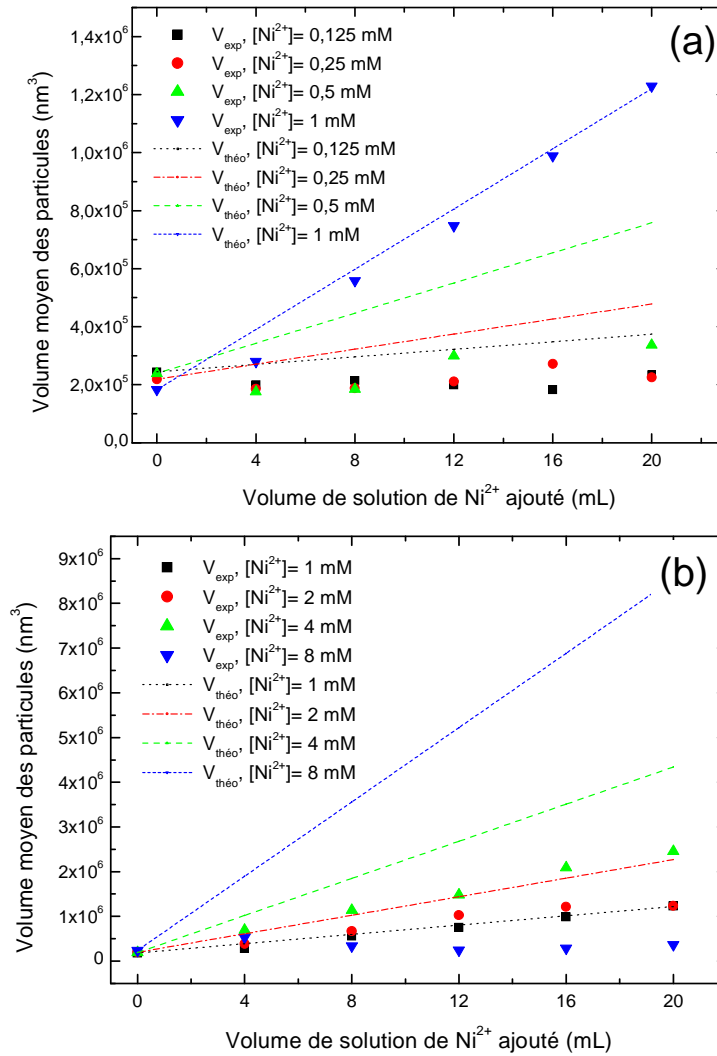 (a)
1,4x10⁶
1,2x10⁶
1,0x10⁶
8,0x10⁵
6,0x10⁵
4,0x10⁵
2,0x10⁵
0,0
Volume moyen des particules (nm³)
V_exp, [Ni²⁺]= 0,125 mM
V_exp, [Ni²⁺]= 0,25 mM
V_exp, [Ni²⁺]= 0,5 mM
V_exp, [Ni²⁺]= 1 mM
V_théo, [Ni²⁺]= 0,125 mM
V_théo, [Ni²⁺]= 0,25 mM
V_théo, [Ni²⁺]= 0,5 mM
V_théo, [Ni²⁺]= 1 mM
0 4 8 12 16 20
Volume de solution de Ni²⁺ ajouté (mL)
(b)
9x10⁶
8x10⁶
7x10⁶
6x10⁶
5x10⁶
4x10⁶
3x10⁶
2x10⁶
1x10⁶
0
Volume moyen des particules (nm³)
V_exp, [Ni²⁺]= 1 mM
V_exp, [Ni²⁺]= 2 mM
V_exp, [Ni²⁺]= 4 mM
V_exp, [Ni²⁺]= 8 mM
V_théo, [Ni²⁺]= 1 mM
V_théo, [Ni²⁺]= 2 mM
V_théo, [Ni²⁺]= 4 mM
V_théo, [Ni²⁺]= 8 mM
0 4 8 12 16 20
Volume de solution de Ni²⁺ ajouté (mL)